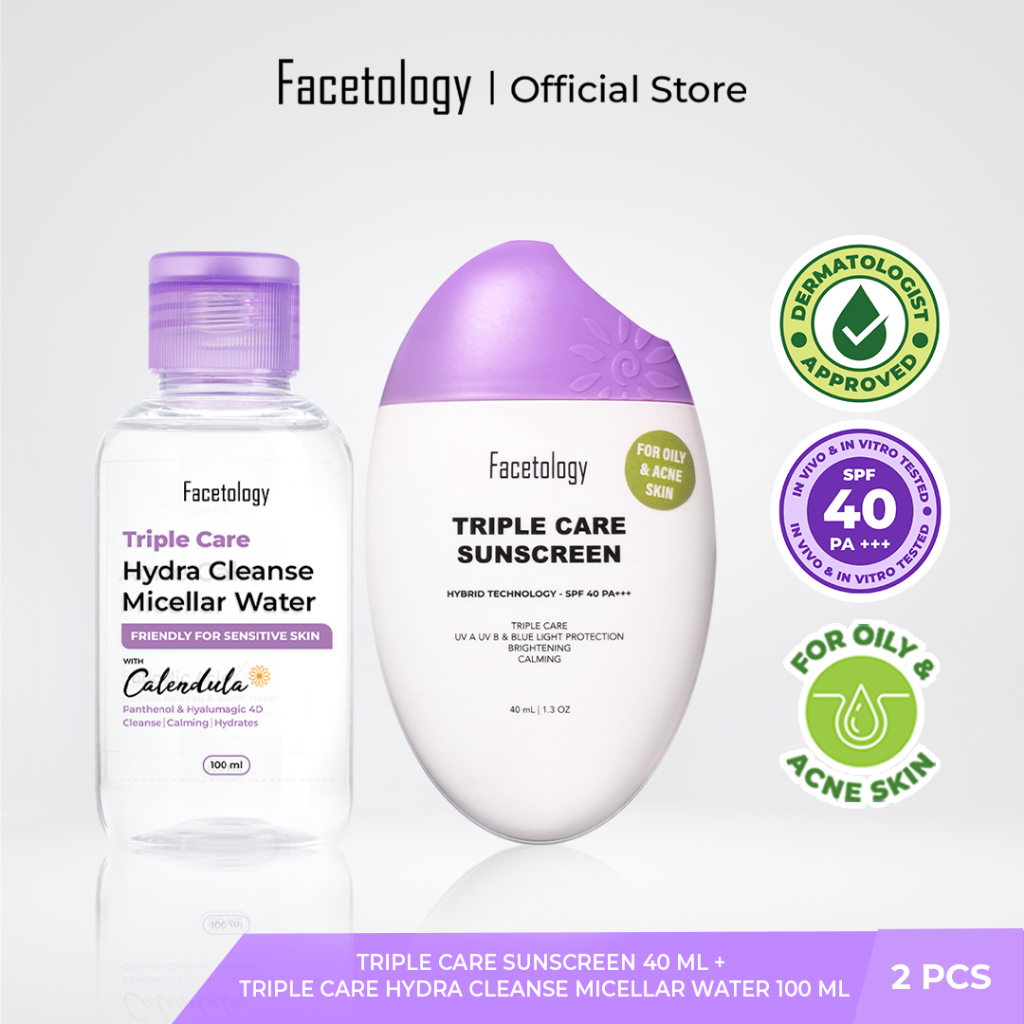 Facetology | Official Store
Facetology
Triple Care
Hydra Cleanse
Micellar Water
FRIENDLY FOR SENSITIVE SKIN
WITH
Calendula
Panthenol & Hyalumagic 4D
Cleanse|Calming|Hydrates
100 ml
FOR OILY
& ACNE
SKIN
Facetology
TRIPLE CARE
SUNSCREEN
HYBRID TECHNOLOGY - SPF 40 PA+++
TRIPLE CARE
UV A UV B & BLUE LIGHT PROTECTION
BRIGHTENING
CALMING
40 mL | 1.3 OZ
DERMATOLOGIST
APPROVED
IN VIVO & IN VITRO TESTED
SPF
40
PA +++
IN VIVO & IN VITRO TESTED
FOR OILY &
ACNE SKIN
TRIPLE CARE SUNSCREEN 40 ML +
TRIPLE CARE HYDRA CLEANSE MICELLAR WATER 100 ML
2 PCS